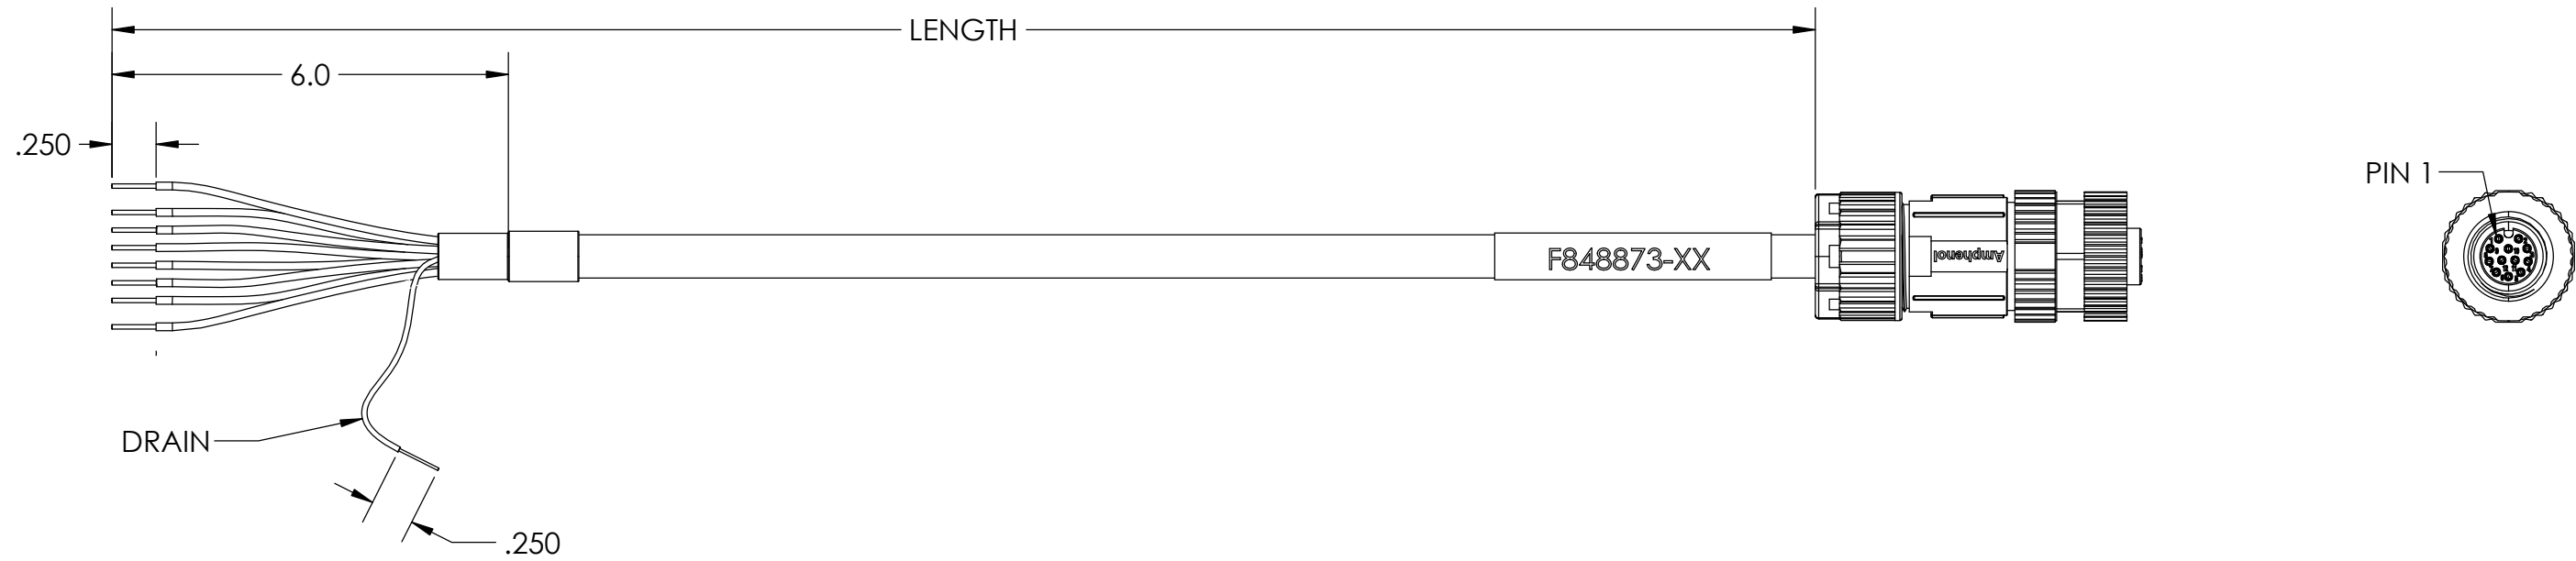 LENGTH
6.0
.250
PIN 1
F848873-XX
Amphenol
DRAIN
.250